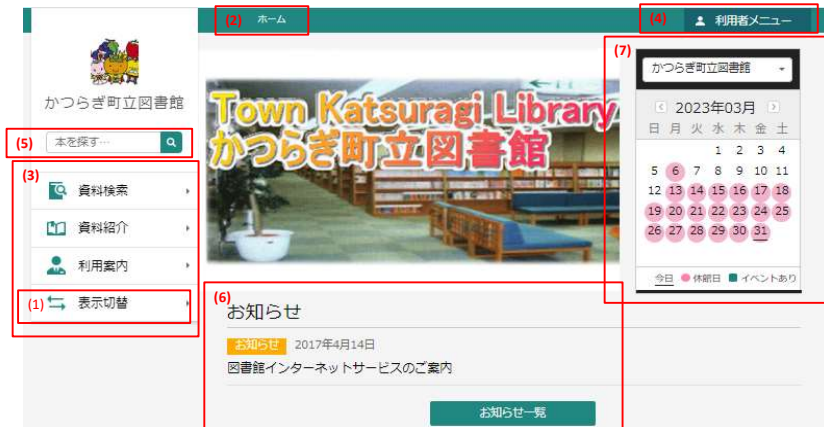 (2) ホーム
(4) 利用者メニュー
かつらぎ町立図書館
(5) 本を探す…
(3)
資料検索
資料紹介
利用案内
(1) 表示切替
Town Katsuragi Library
かつらぎ町立図書館
(7)
かつらぎ町立図書館
2023年03月
日 月 火 水 木 金 土
1 2 3 4
5 6 7 8 9 10 11
12 13 14 15 16 17 18
19 20 21 22 23 24 25
26 27 28 29 30 31
今日 休館日 イベントあり
(6)
お知らせ
お知らせ 2017年4月14日
図書館インターネットサービスのご案内
お知らせ一覧